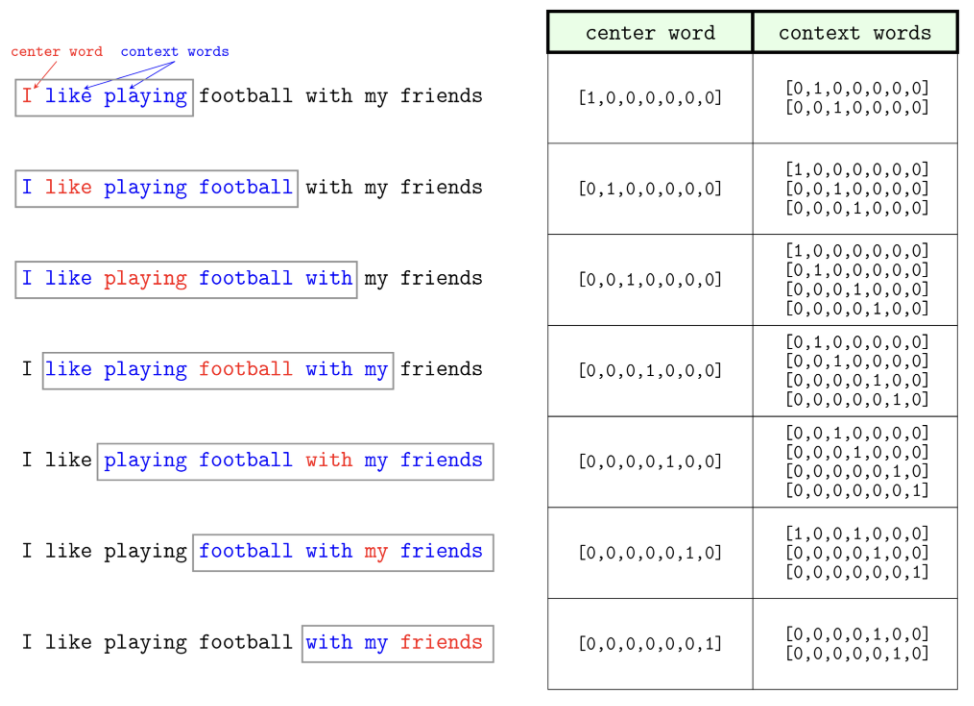 center word context words
I like playing football with my friends
I like playing football with my friends
I like playing football with my friends
I like playing football with my friends
I like playing football with my friends
I like playing football with my friends
I like playing football with my friends
center word context words
[1,0,0,0,0,0,0] [0,1,0,0,0,0,0]
[0,0,1,0,0,0,0]
[0,1,0,0,0,0,0] [1,0,0,0,0,0,0]
[0,0,1,0,0,0,0]
[0,0,0,1,0,0,0]
[0,0,1,0,0,0,0] [1,0,0,0,0,0,0]
[0,1,0,0,0,0,0]
[0,0,0,1,0,0,0]
[0,0,0,0,1,0,0]
[0,0,0,1,0,0,0] [0,1,0,0,0,0,0]
[0,0,1,0,0,0,0]
[0,0,0,0,1,0,0]
[0,0,0,0,0,1,0]
[0,0,0,0,1,0,0] [0,0,1,0,0,0,0]
[0,0,0,1,0,0,0]
[0,0,0,0,0,1,0]
[0,0,0,0,0,0,1]
[0,0,0,0,0,1,0] [1,0,0,1,0,0,0]
[0,0,0,0,1,0,0]
[0,0,0,0,0,0,1]
[0,0,0,0,0,0,1] [0,0,0,0,1,0,0]
[0,0,0,0,0,1,0]